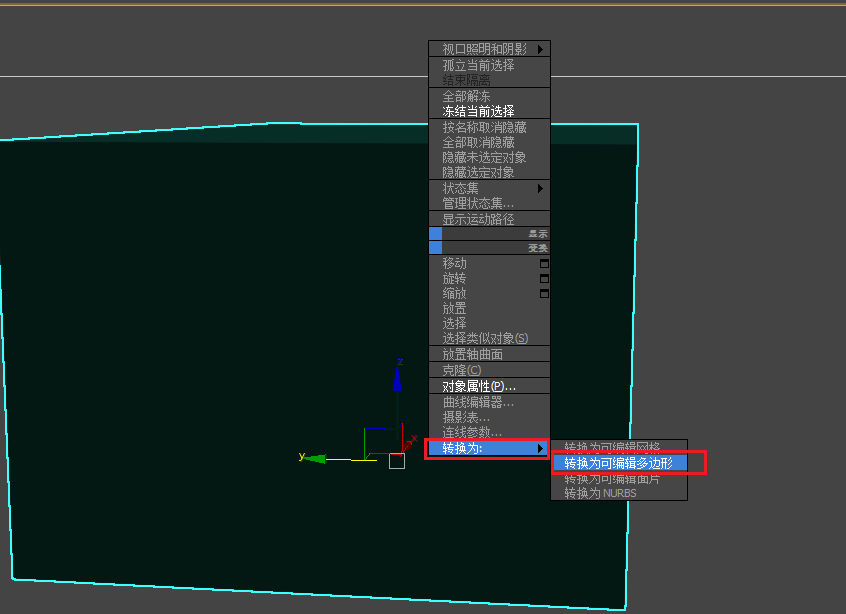 视口照明和阴影
孤立当前选择
结束隔离
全部解冻
冻结当前选择
按名称取消隐藏
全部取消隐藏
隐藏未选定对象
隐藏选定对象
状态集
管理状态集...
显示运动路径
显示
变换
移动
旋转
缩放
放置
选择
选择类似对象(S)
放置轴曲面
克隆(C)
对象属性(P)...
曲线编辑器...
摄影表...
连线参数...
转换为:
转换为可编辑网格
转换为可编辑多边形
转换为可编辑面片
转换为 NURBS
z
x
y